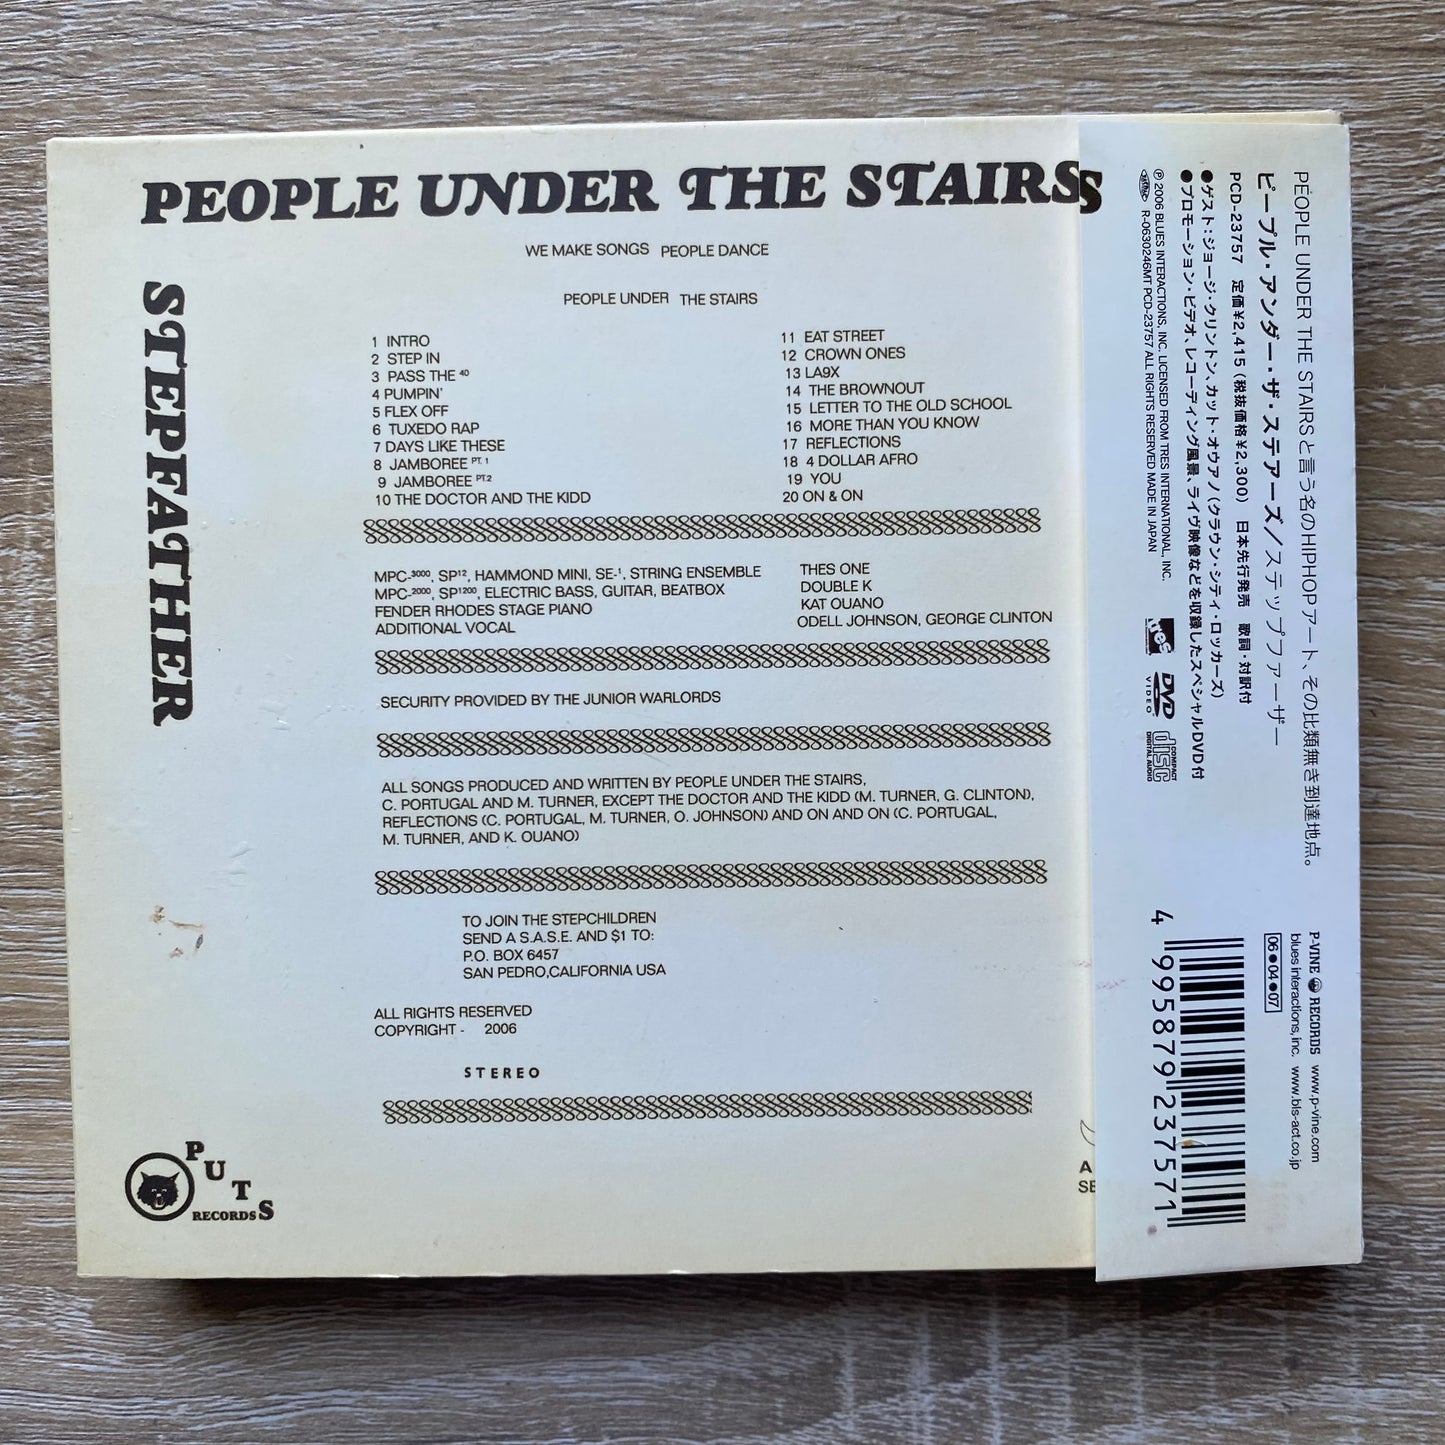 PEOPLE UNDER THE STAIRS
WE MAKE SONGS PEOPLE DANCE
PEOPLE UNDER THE STAIRS
STEPFATHER
1 INTRO
2 STEP IN
3 PASS THE 40
4 PUMPIN'
5 FLEX OFF
6 TUXEDO RAP
7 DAYS LIKE THESE
8 JAMBOREE PT. 1
9 JAMBOREE PT.2
10 THE DOCTOR AND THE KIDD
11 EAT STREET
12 CROWN ONES
13 LA9X
14 THE BROWNOUT
15 LETTER TO THE OLD SCHOOL
16 MORE THAN YOU KNOW
17 REFLECTIONS
18 4 DOLLAR AFRO
19 YOU
20 ON & ON
MPC-3000, SP12, HAMMOND MINI, SE-1, STRING ENSEMBLE THES ONE
MPC-2000, SP1200, ELECTRIC BASS, GUITAR, BEATBOX DOUBLE K
FENDER RHODES STAGE PIANO KAT OUANO
ADDITIONAL VOCAL ODELL JOHNSON, GEORGE CLINTON
SECURITY PROVIDED BY THE JUNIOR WARLORDS
ALL SONGS PRODUCED AND WRITTEN BY PEOPLE UNDER THE STAIRS,
C. PORTUGAL AND M. TURNER, EXCEPT THE DOCTOR AND THE KIDD (M. TURNER, G. CLINTON),
REFLECTIONS (C. PORTUGAL, M. TURNER, O. JOHNSON) AND ON AND ON (C. PORTUGAL,
M. TURNER, AND K. OUANO)
TO JOIN THE STEPCHILDREN
SEND A S.A.S.E. AND $1 TO:
P.O. BOX 6457
SAN PEDRO,CALIFORNIA USA
ALL RIGHTS RESERVED
COPYRIGHT - 2006
STEREO
PUTS
RECORDS
A
SE
PEOPLE UNDER THE STAIRSと言う名のHIPHOPアート、その比類無き到達地点。
ピープル・アンダー・ザ・ステアーズ/ステップファーザー
PCD-23757 定価¥2,415（税抜価格¥2,300） 日本先行発売 歌詞・対訳付
●ゲスト:ジョージ・クリントン、カット・オウアノ(クラウン・シティ・ロッカーズ)
●プロモーション・ビデオ、レコーディング風景、ライヴ映像などを収録したスペシャルDVD付
℗ 2006 BLUES INTERACTIONS, INC. LICENSED FROM TRES INTERNATIONAL, INC.
R-0630246MT PCD-23757 ALL RIGHTS RESERVED MADE IN JAPAN
tres
DVD
VIDEO
COMPACT
disc
DIGITAL AUDIO
P-VINE RECORDS www.p-vine.com
blues interactions, inc. www.bls-act.co.jp
06●04●07
4 995879 237571